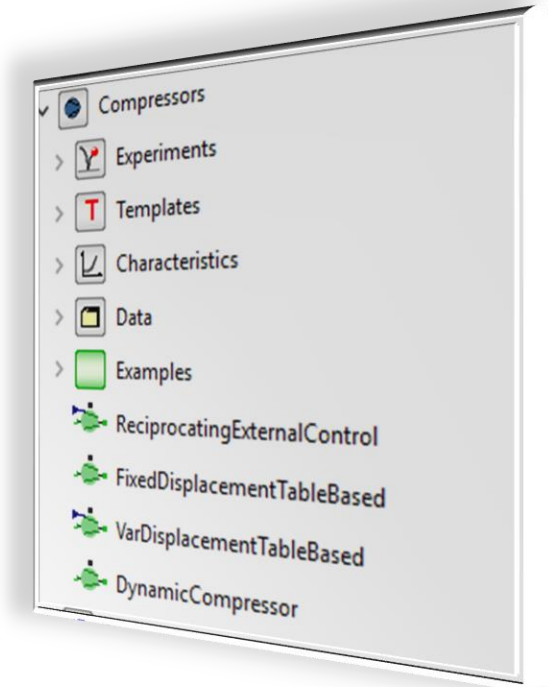 Compressors
Experiments
T Templates
Characteristics
Data
Examples
ReciprocatingExternalControl
FixedDisplacementTableBased
VarDisplacementTableBased
DynamicCompressor